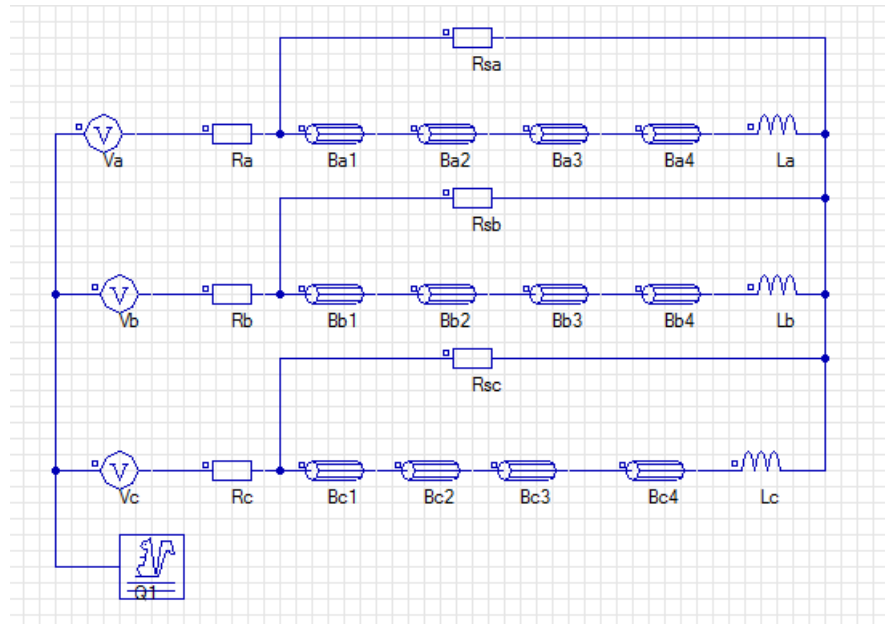 Rsa
V
Va
Ra
Ba1
Ba2
Ba3
Ba4
La
Rsb
V
Vb
Rb
Bb1
Bb2
Bb3
Bb4
Lb
Rsc
V
Vc
Rc
Bc1
Bc2
Bc3
Bc4
Lc
Q1